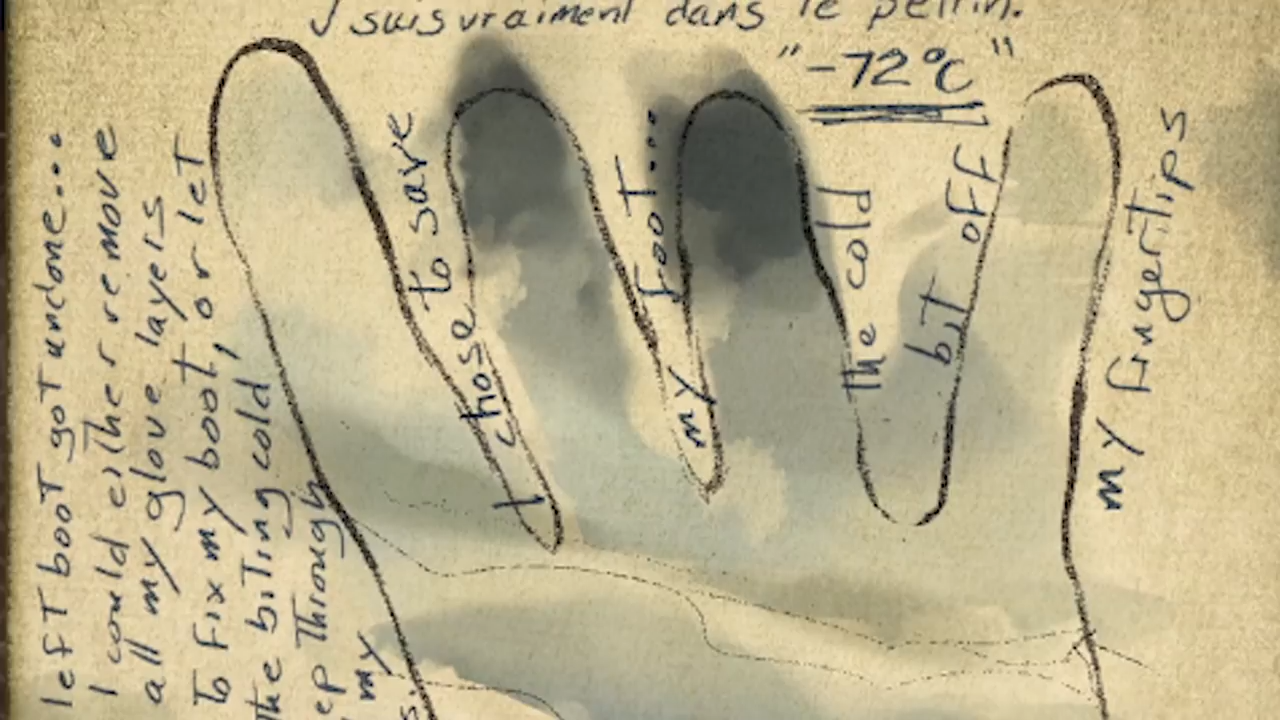 J suis vraiment dans le petrin.
"-72°C"
left boot got undone...
I could either remove
all my glove layers
to fix my boot, or let
the biting cold
ep through
my
s.
I chose to save
my foot...
the cold
bit off
my fingertips